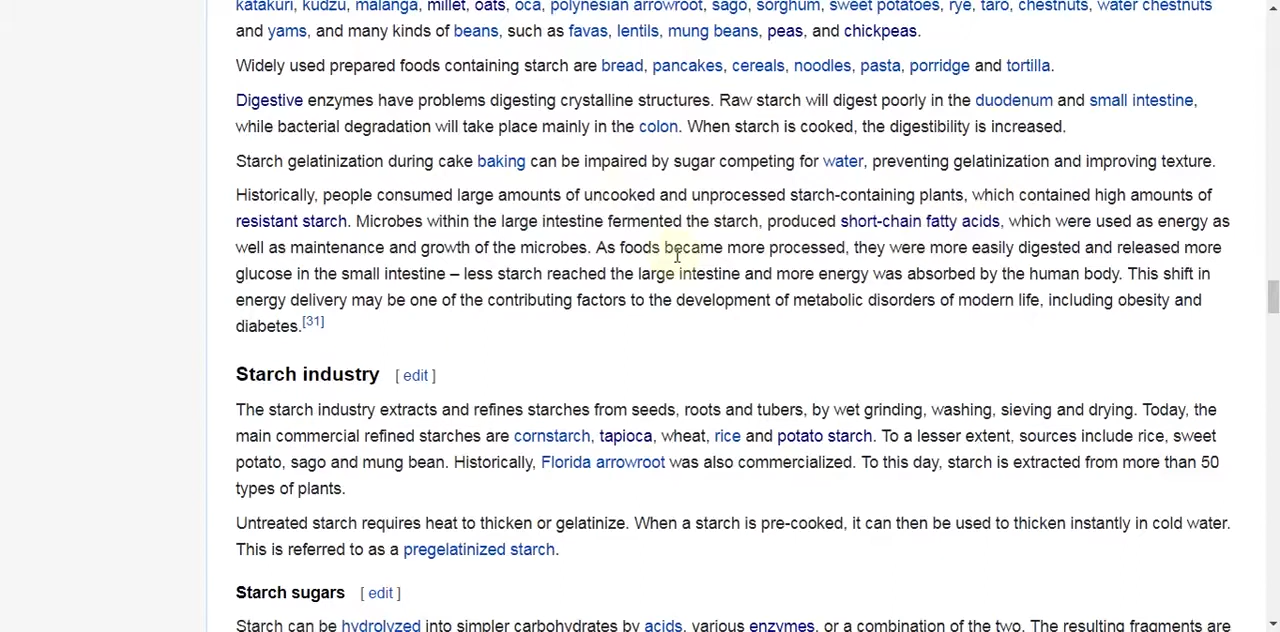 katakuri, kudzu, malanga, millet, oats, oca, polynesian arrowroot, sago, sorghum, sweet potatoes, rye, taro, chestnuts, water chestnuts
and yams, and many kinds of beans, such as favas, lentils, mung beans, peas, and chickpeas.
Widely used prepared foods containing starch are bread, pancakes, cereals, noodles, pasta, porridge and tortilla.
Digestive enzymes have problems digesting crystalline structures. Raw starch will digest poorly in the duodenum and small intestine,
while bacterial degradation will take place mainly in the colon. When starch is cooked, the digestibility is increased.
Starch gelatinization during cake baking can be impaired by sugar competing for water, preventing gelatinization and improving texture.
Historically, people consumed large amounts of uncooked and unprocessed starch-containing plants, which contained high amounts of
resistant starch. Microbes within the large intestine fermented the starch, produced short-chain fatty acids, which were used as energy as
well as maintenance and growth of the microbes. As foods became more processed, they were more easily digested and released more
glucose in the small intestine – less starch reached the large intestine and more energy was absorbed by the human body. This shift in
energy delivery may be one of the contributing factors to the development of metabolic disorders of modern life, including obesity and
diabetes.[31]
Starch industry [ edit ]
The starch industry extracts and refines starches from seeds, roots and tubers, by wet grinding, washing, sieving and drying. Today, the
main commercial refined starches are cornstarch, tapioca, wheat, rice and potato starch. To a lesser extent, sources include rice, sweet
potato, sago and mung bean. Historically, Florida arrowroot was also commercialized. To this day, starch is extracted from more than 50
types of plants.
Untreated starch requires heat to thicken or gelatinize. When a starch is pre-cooked, it can then be used to thicken instantly in cold water.
This is referred to as a pregelatinized starch.
Starch sugars [ edit ]
Starch can be hydrolyzed into simpler carbohydrates by acids, various enzymes, or a combination of the two. The resulting fragments are